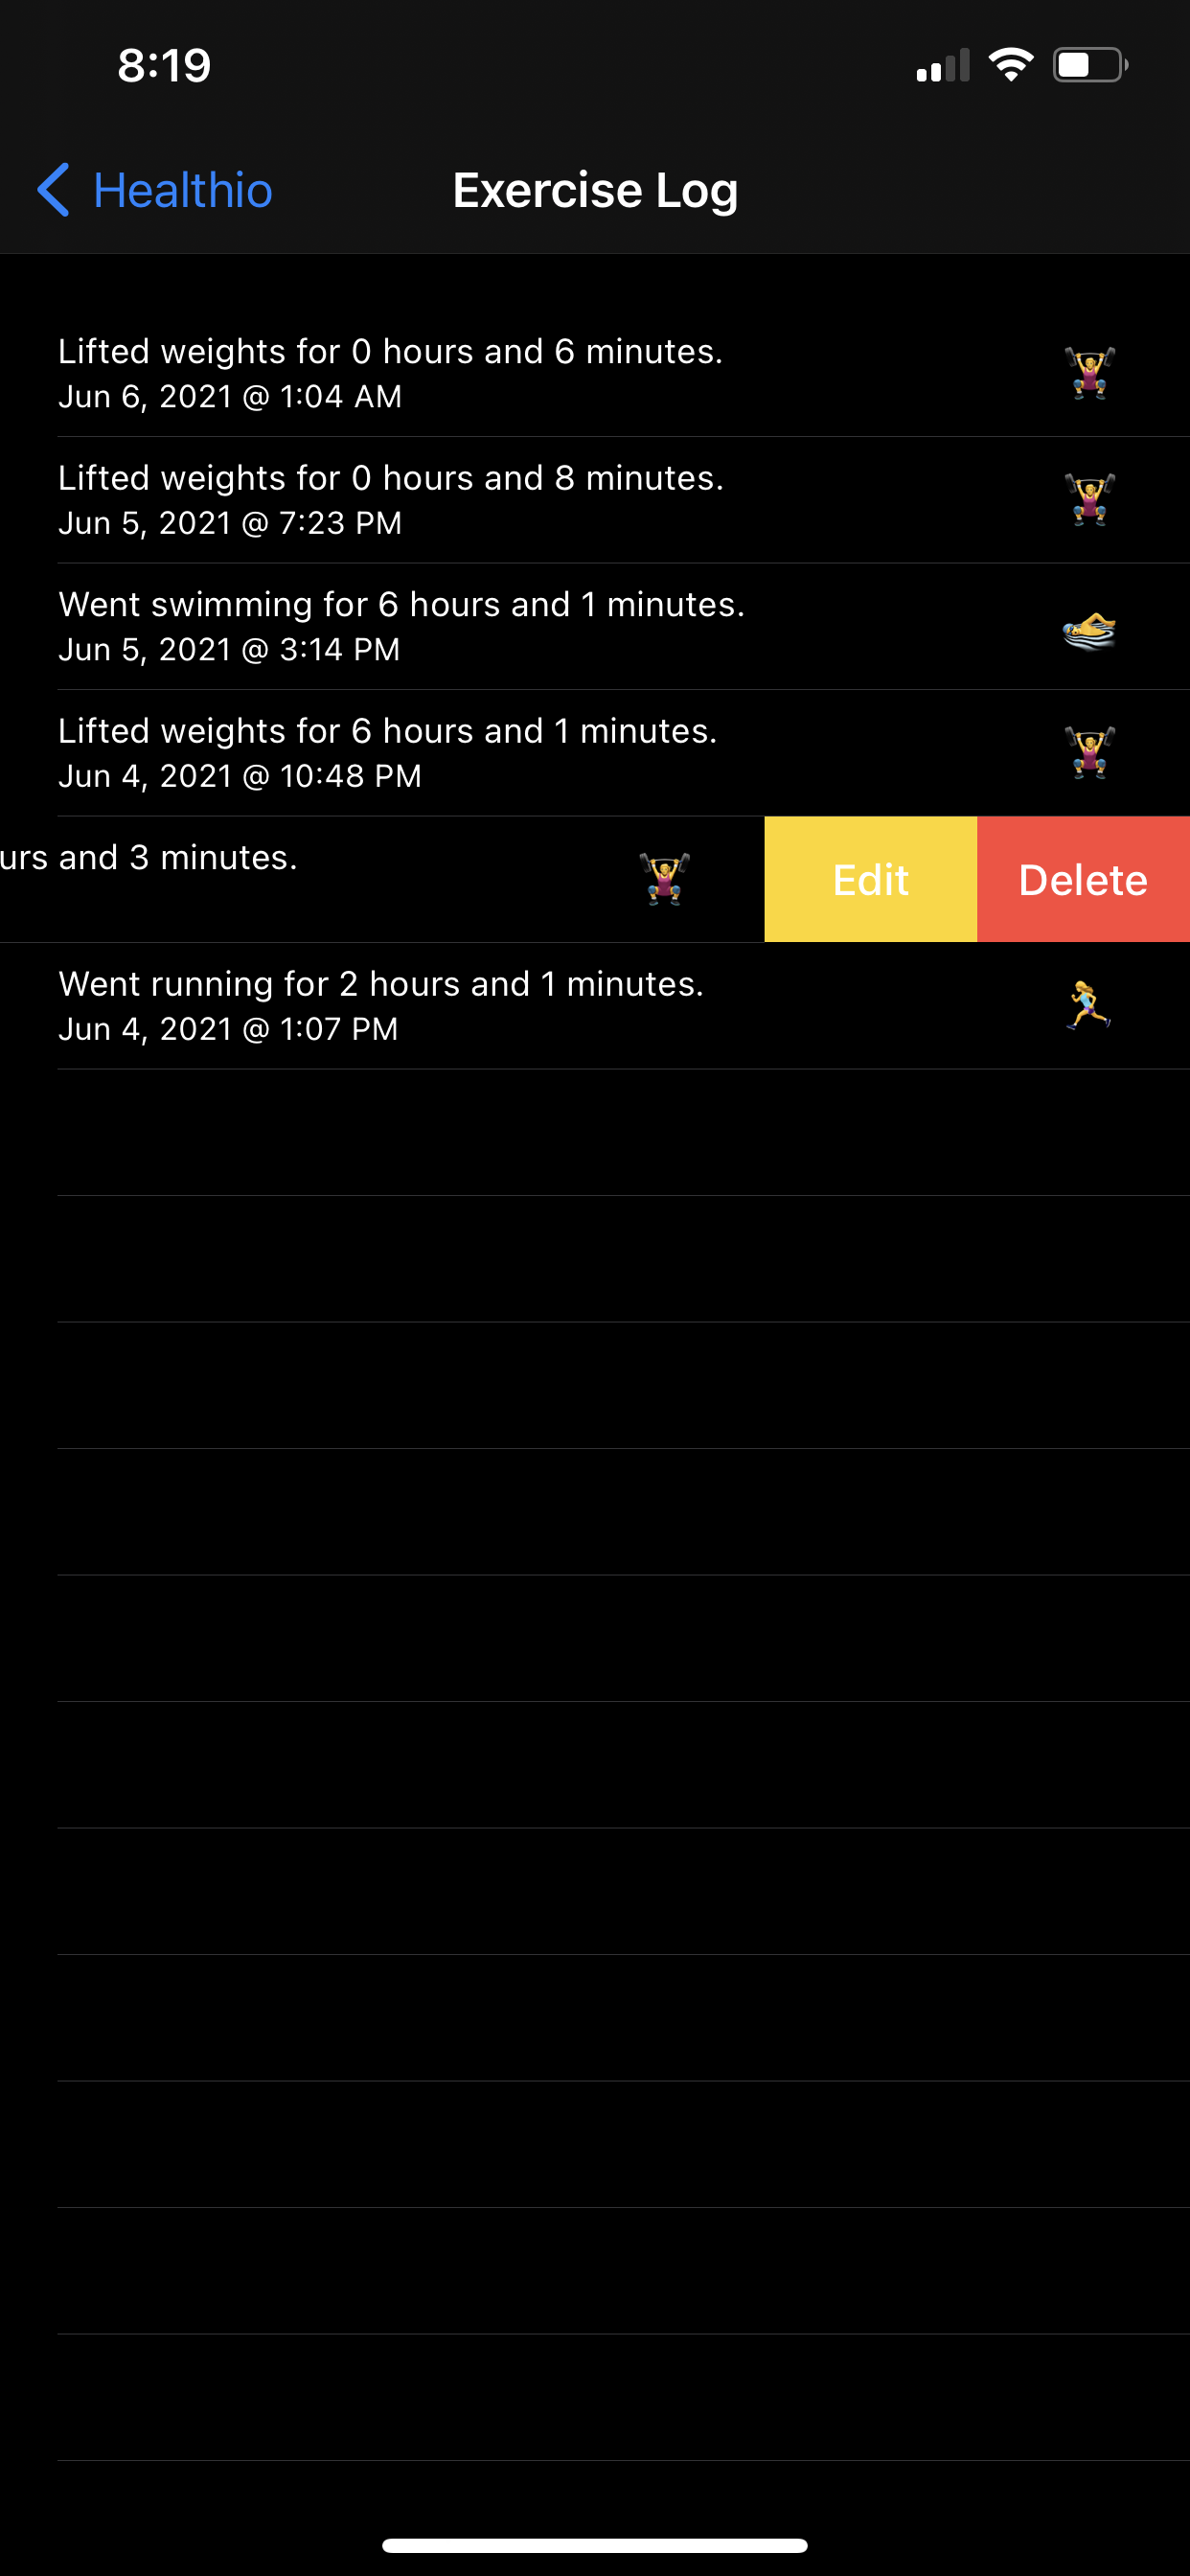 8:19
Healthio
Exercise Log
Lifted weights for 0 hours and 6 minutes.
Jun 6, 2021 @ 1:04 AM
Lifted weights for 0 hours and 8 minutes.
Jun 5, 2021 @ 7:23 PM
Went swimming for 6 hours and 1 minutes.
Jun 5, 2021 @ 3:14 PM
Lifted weights for 6 hours and 1 minutes.
Jun 4, 2021 @ 10:48 PM
urs and 3 minutes.
Edit
Delete
Went running for 2 hours and 1 minutes.
Jun 4, 2021 @ 1:07 PM